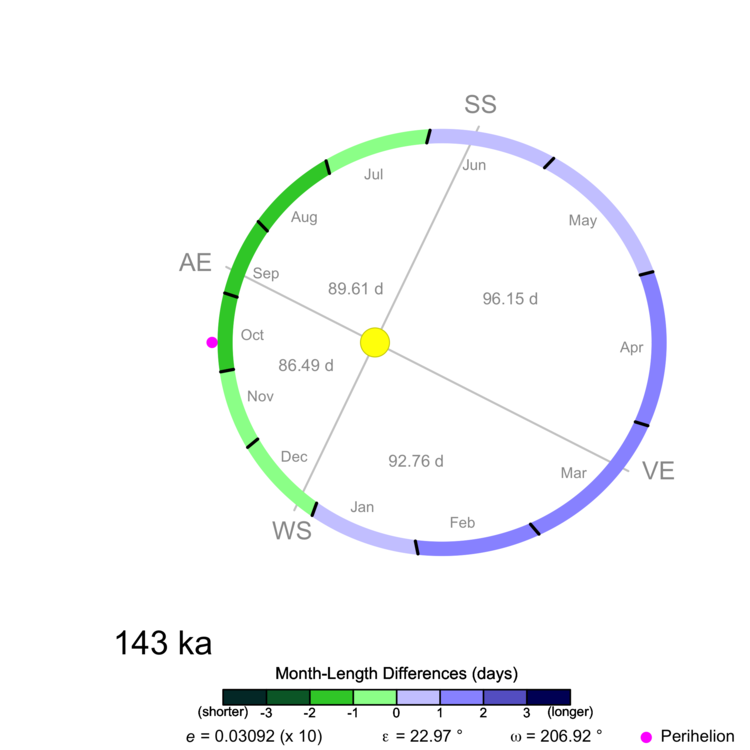 SS
Jun
Jul
May
Aug
AE
Sep
89.61 d
96.15 d
Oct
Apr
86.49 d
Nov
Dec
92.76 d
Mar
VE
Jan
Feb
WS
143 ka
Month-Length Differences (days)
(shorter) -3 -2 -1 0 1 2 3 (longer)
e = 0.03092 (x 10) ε = 22.97 ° ω = 206.92 ° Perihelion